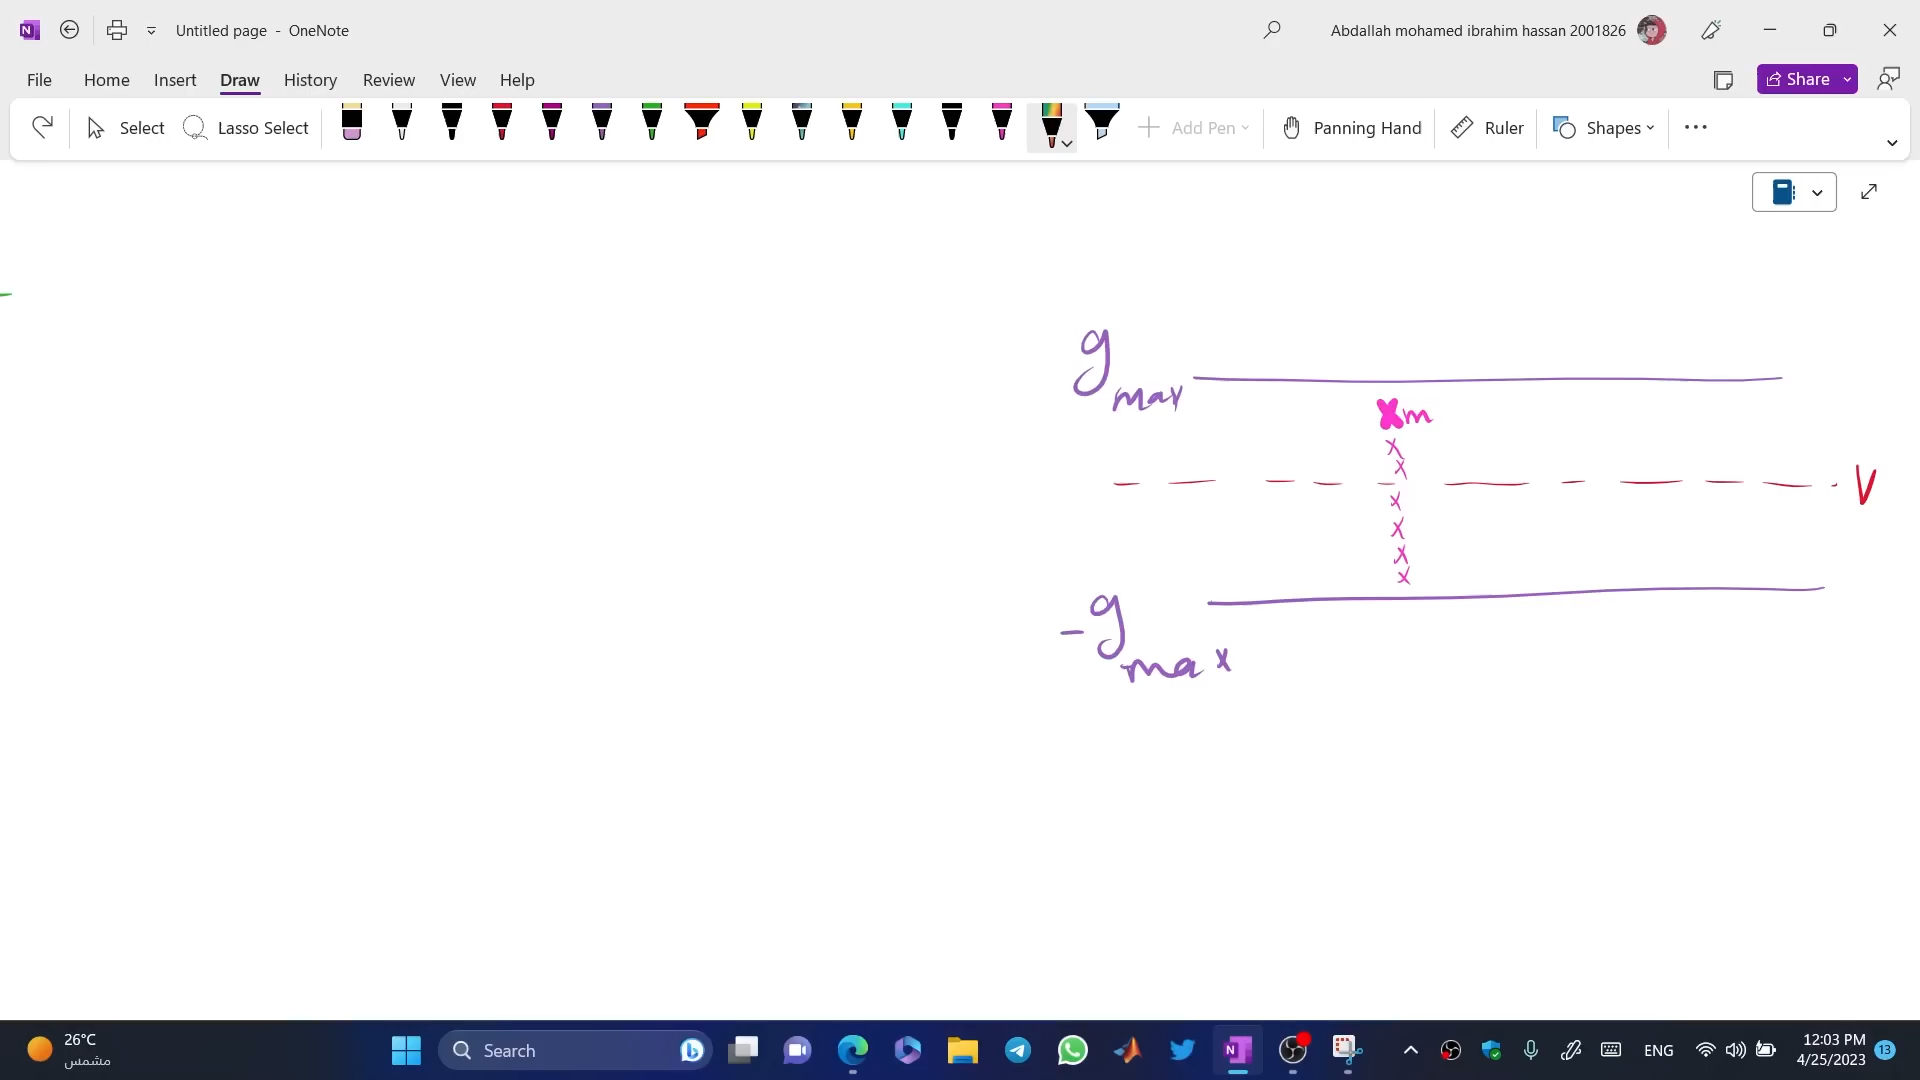 Untitled page - OneNote
Abdallah mohamed ibrahim hassan 2001826
File Home Insert Draw History Review View Help
Share
Select Lasso Select Add Pen Panning Hand Ruler Shapes
g max
xm
x
x
V
x
x
x
x
-g max
26°C
مشمس
Search
ENG
12:03 PM
4/25/2023
13